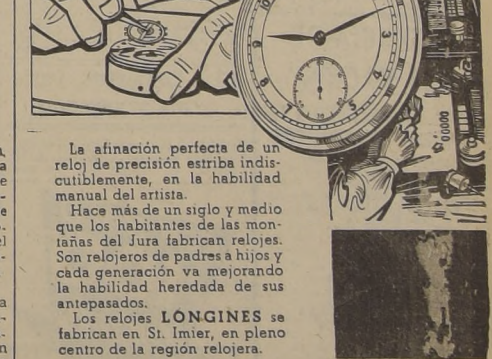 La afinación perfecta de un
reloj de precisión estriba indis-
cutiblemente, en la habilidad
manual del artista.
Hace más de un siglo y medio
que los habitantes de las mon-
tañas del Jura fabrican relojes.
Son relojeros de padres a hijos y
cada generación va mejorando
la habilidad heredada de sus
antepasados.
Los relojes LONGINES se
fabrican en St. Imier, en pleno
centro de la región relojera.